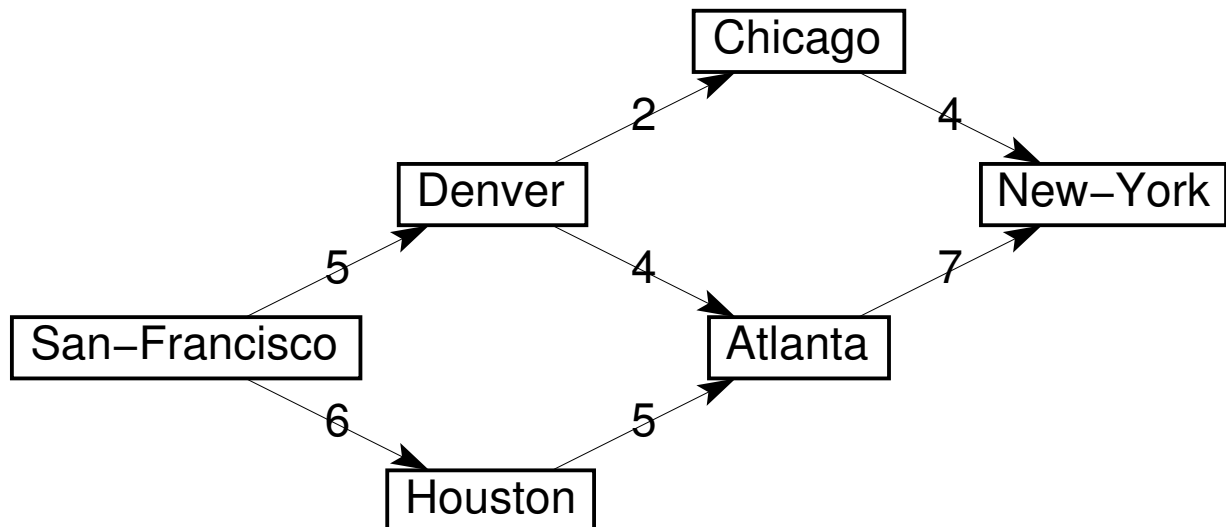 Chicago
2
4
Denver
New−York
5
4
7
San−Francisco
Atlanta
6
5
Houston